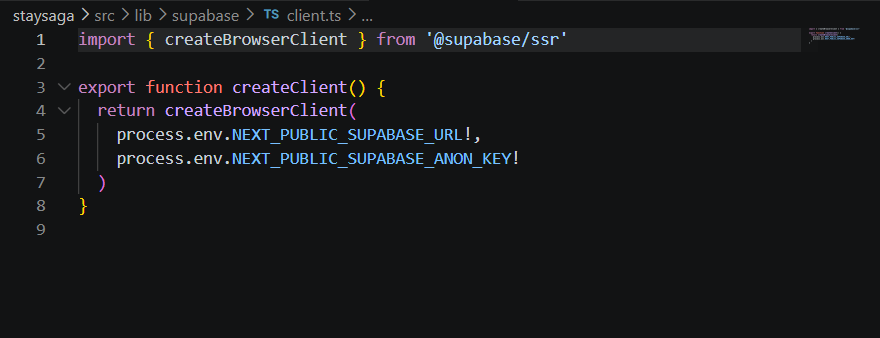 staysaga > src > lib > supabase > TS client.ts > ...
1 import { createBrowserClient } from '@supabase/ssr'
2
3 export function createClient() {
4   return createBrowserClient(
5     process.env.NEXT_PUBLIC_SUPABASE_URL!,
6     process.env.NEXT_PUBLIC_SUPABASE_ANON_KEY!
7   )
8 }
9